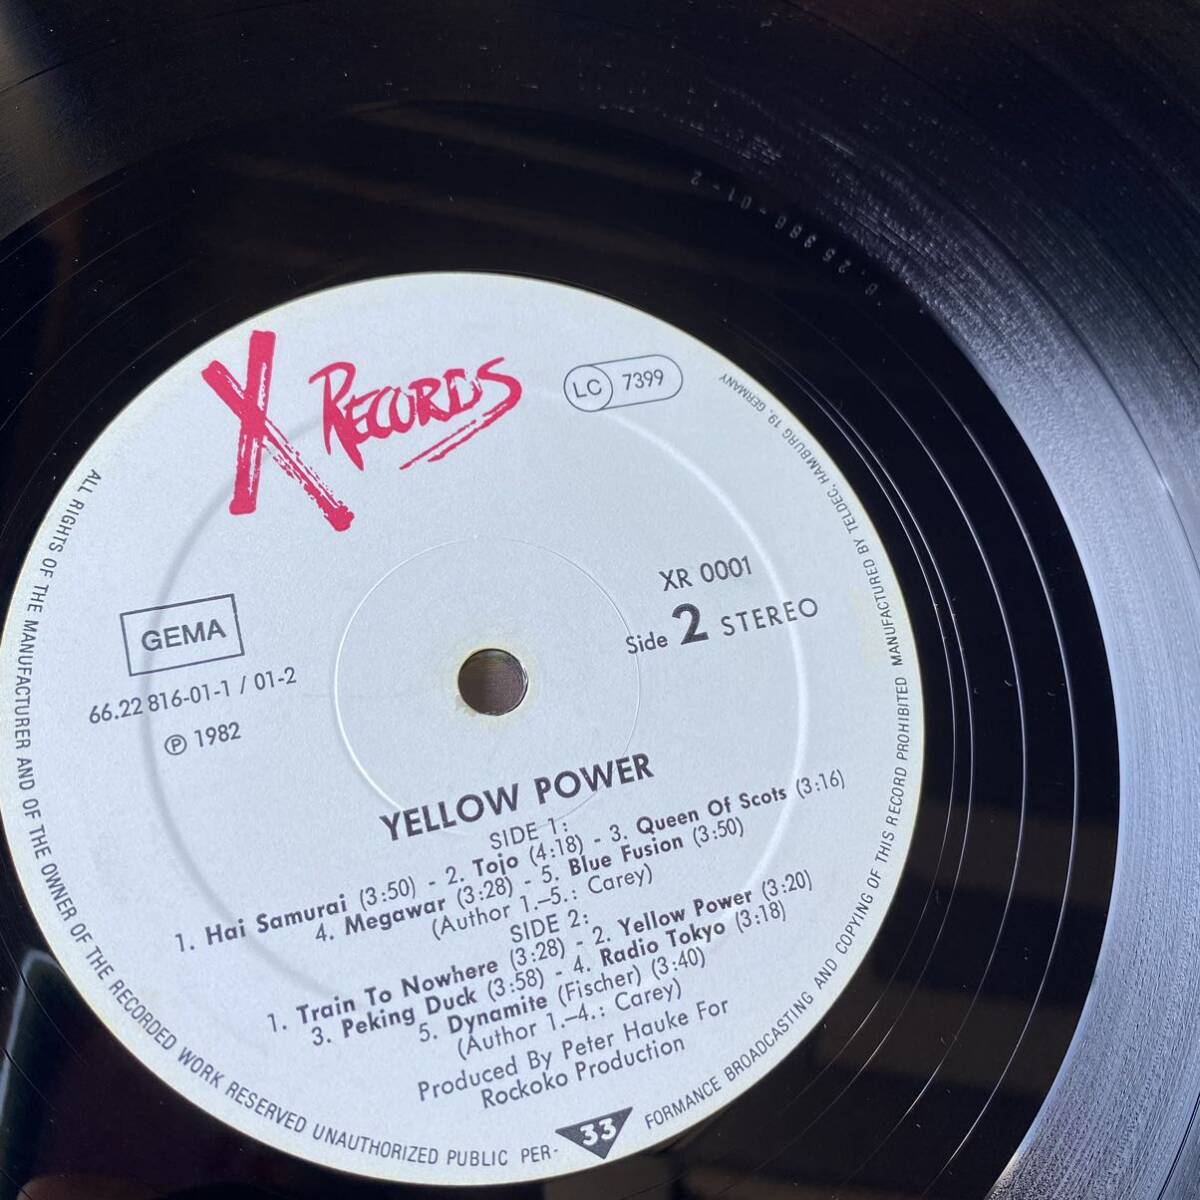 X RECORDS
LC 7399
XR 0001
Side 2 STEREO
GEMA
66.22 816-01-1 / 01-2
℗ 1982
YELLOW POWER
SIDE 1:
1. Hai Samurai (3:50) - 2. Tojo (4:18) - 3. Queen Of Scots (3:16)
4. Megawar (3:28) - 5. Blue Fusion (3:50)
(Author 1.–5.: Carey)
SIDE 2:
1. Train To Nowhere (3:28) - 2. Yellow Power (3:20)
3. Peking Duck (3:58) - 4. Radio Tokyo (3:18)
5. Dynamite (Fischer) (3:40)
(Author 1.–4.: Carey)
Produced By Peter Hauke For
Rockoko Production
ALL RIGHTS OF THE MANUFACTURER AND OF THE OWNER OF THE RECORDED WORK RESERVED UNAUTHORIZED PUBLIC PER-
33
FORMANCE BROADCASTING AND COPYING OF THIS RECORD PROHIBITED MANUFACTURED BY TELDEC, HAMBURG 19, GERMANY